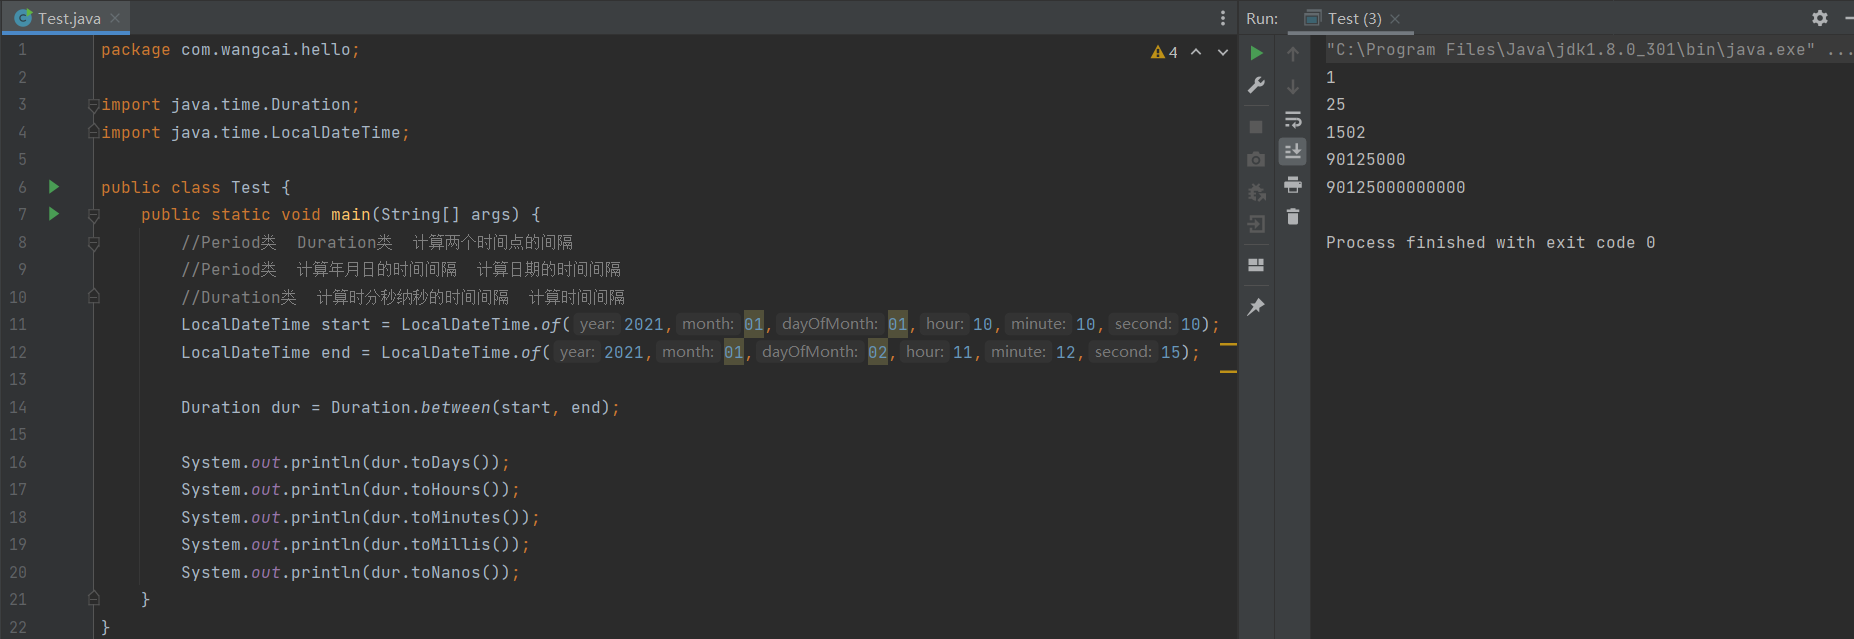 Test.java
Run: Test (3)
4
1 package com.wangcai.hello;
2
3 import java.time.Duration;
4 import java.time.LocalDateTime;
5
6 public class Test {
7 public static void main(String[] args) {
8 //Period类  Duration类  计算两个时间点的间隔
9 //Period类  计算年月日的时间间隔  计算日期的时间间隔
10 //Duration类  计算时分秒纳秒的时间间隔  计算时间间隔
11 LocalDateTime start = LocalDateTime.of( year: 2021, month: 01, dayOfMonth: 01, hour: 10, minute: 10, second: 10);
12 LocalDateTime end = LocalDateTime.of( year: 2021, month: 01, dayOfMonth: 02, hour: 11, minute: 12, second: 15);
13
14 Duration dur = Duration.between(start, end);
15
16 System.out.println(dur.toDays());
17 System.out.println(dur.toHours());
18 System.out.println(dur.toMinutes());
19 System.out.println(dur.toMillis());
20 System.out.println(dur.toNanos());
21 }
22 }
"C:\Program Files\Java\jdk1.8.0_301\bin\java.exe" ...
1
25
1502
90125000
90125000000000
Process finished with exit code 0